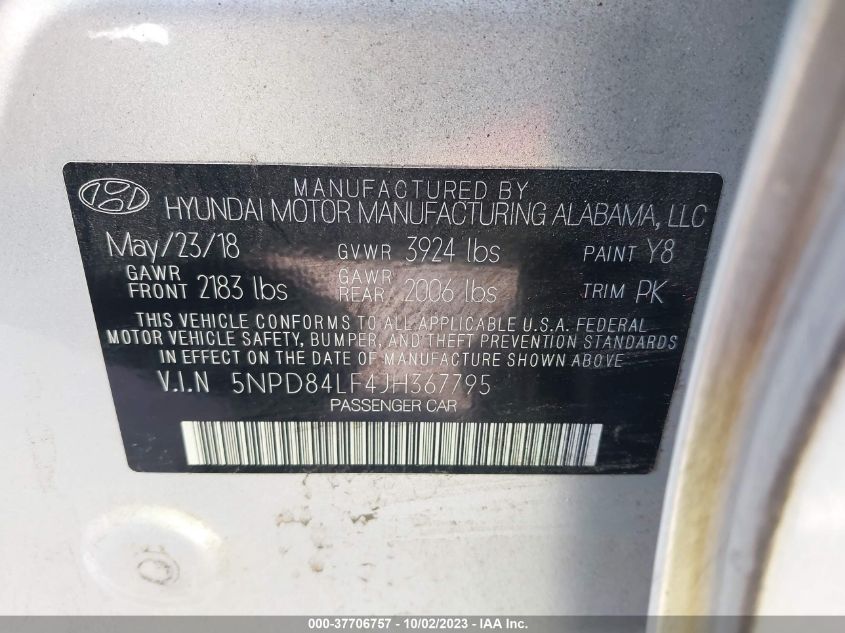 MANUFACTURED BY
HYUNDAI MOTOR MANUFACTURING ALABAMA, LLC
May/23/18 GVWR 3924 lbs PAINT Y8
GAWR FRONT 2183 lbs GAWR REAR 2006 lbs TRIM PK
THIS VEHICLE CONFORMS TO ALL APPLICABLE U.S.A. FEDERAL
MOTOR VEHICLE SAFETY, BUMPER, AND THEFT PREVENTION STANDARDS
IN EFFECT ON THE DATE OF MANUFACTURE SHOWN ABOVE.
V.I.N 5NPD84LF4JH367795
PASSENGER CAR
000-37706757 - 10/02/2023 - IAA Inc.